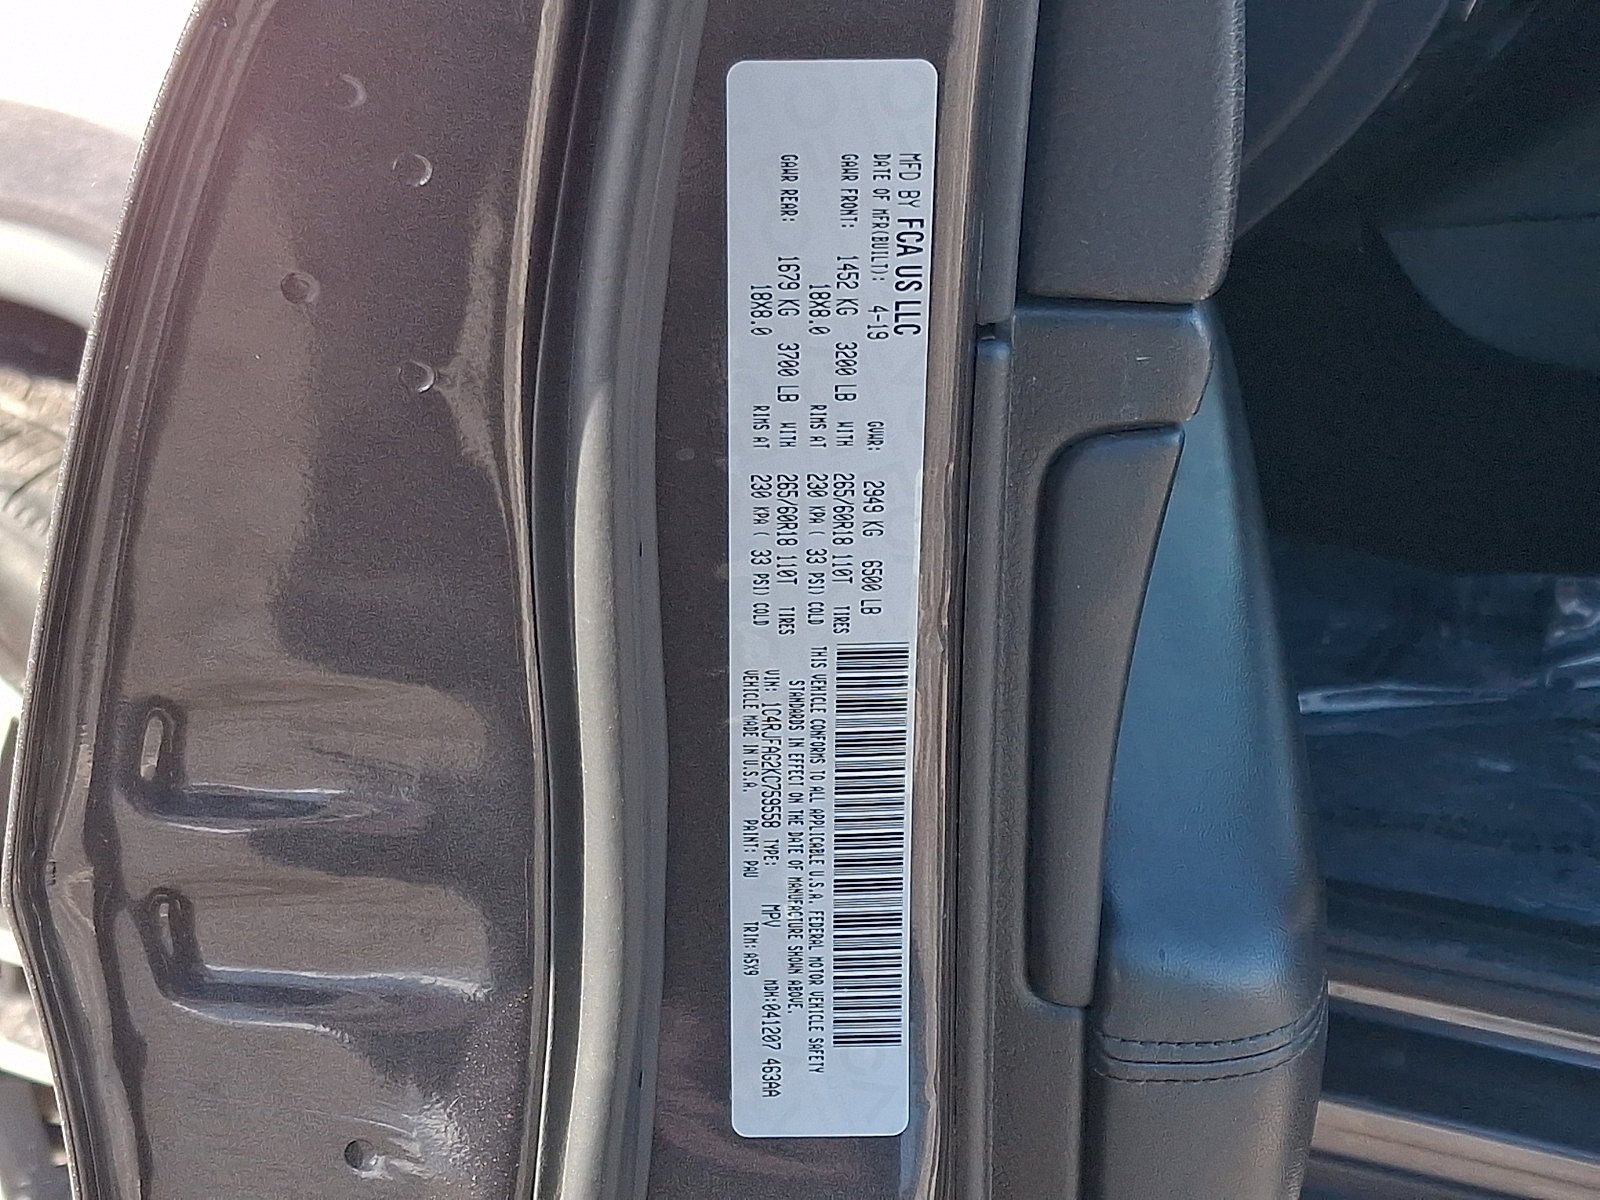 MFD BY FCA US LLC
DATE OF MFR(BUILT): 4-19 GVWR: 2949 KG 6500 LB
GAWR FRONT: 1452 KG 3200 LB WITH 265/60R18 110T TIRES
18X8.0 RIMS AT 230 KPA ( 33 PSI) COLD
GAWR REAR: 1679 KG 3700 LB WITH 265/60R18 110T TIRES
18X8.0 RIMS AT 230 KPA ( 33 PSI) COLD
THIS VEHICLE CONFORMS TO ALL APPLICABLE U.S.A. FEDERAL MOTOR VEHICLE SAFETY
STANDARDS IN EFFECT ON THE DATE OF MANUFACTURE SHOWN ABOVE.
VIN: 1C4RJFAG2KC759558 TYPE: MPV MDH:041207 463AA
VEHICLE MADE IN U.S.A. PAINT: PAU TRIM: A5X9